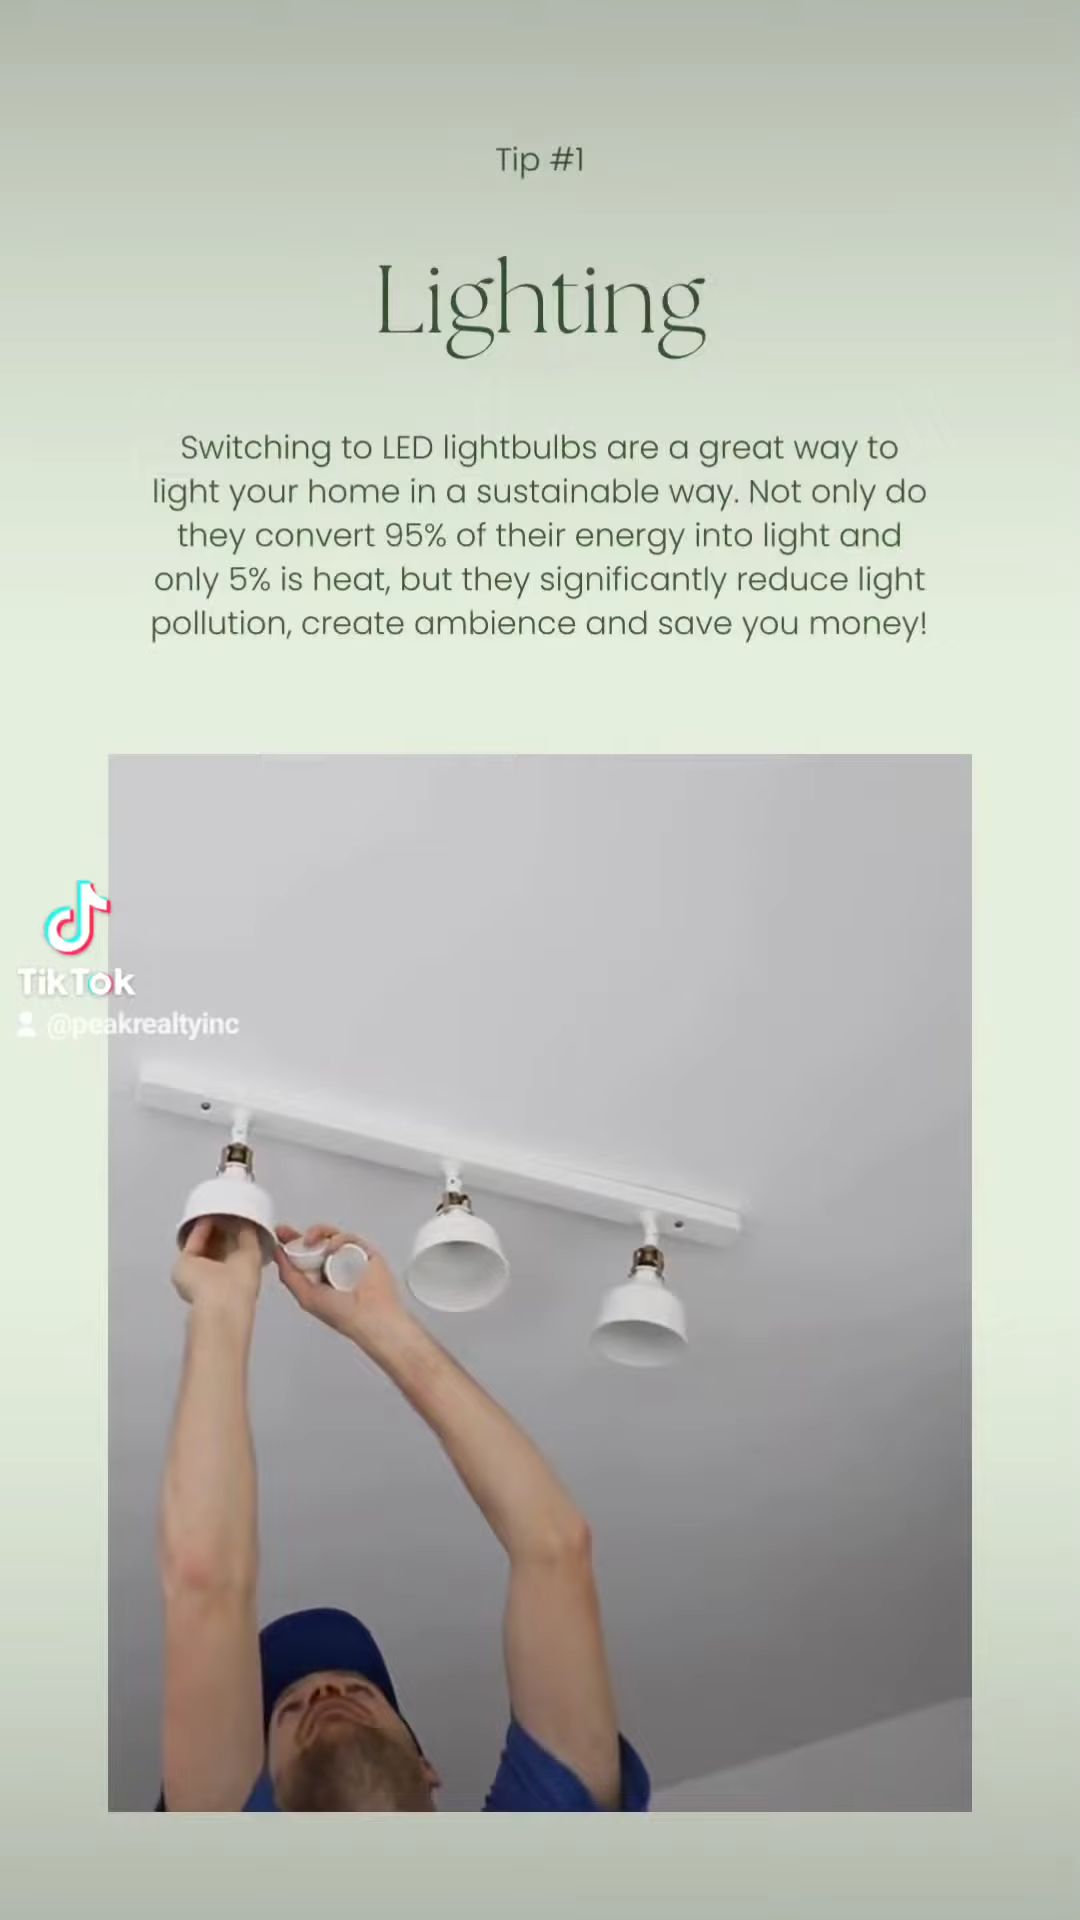 Tip #1
Lighting
Switching to LED lightbulbs are a great way to
light your home in a sustainable way. Not only do
they convert 95% of their energy into light and
only 5% is heat, but they significantly reduce light
pollution, create ambience and save you money!
TikTok
@peakrealtyinc